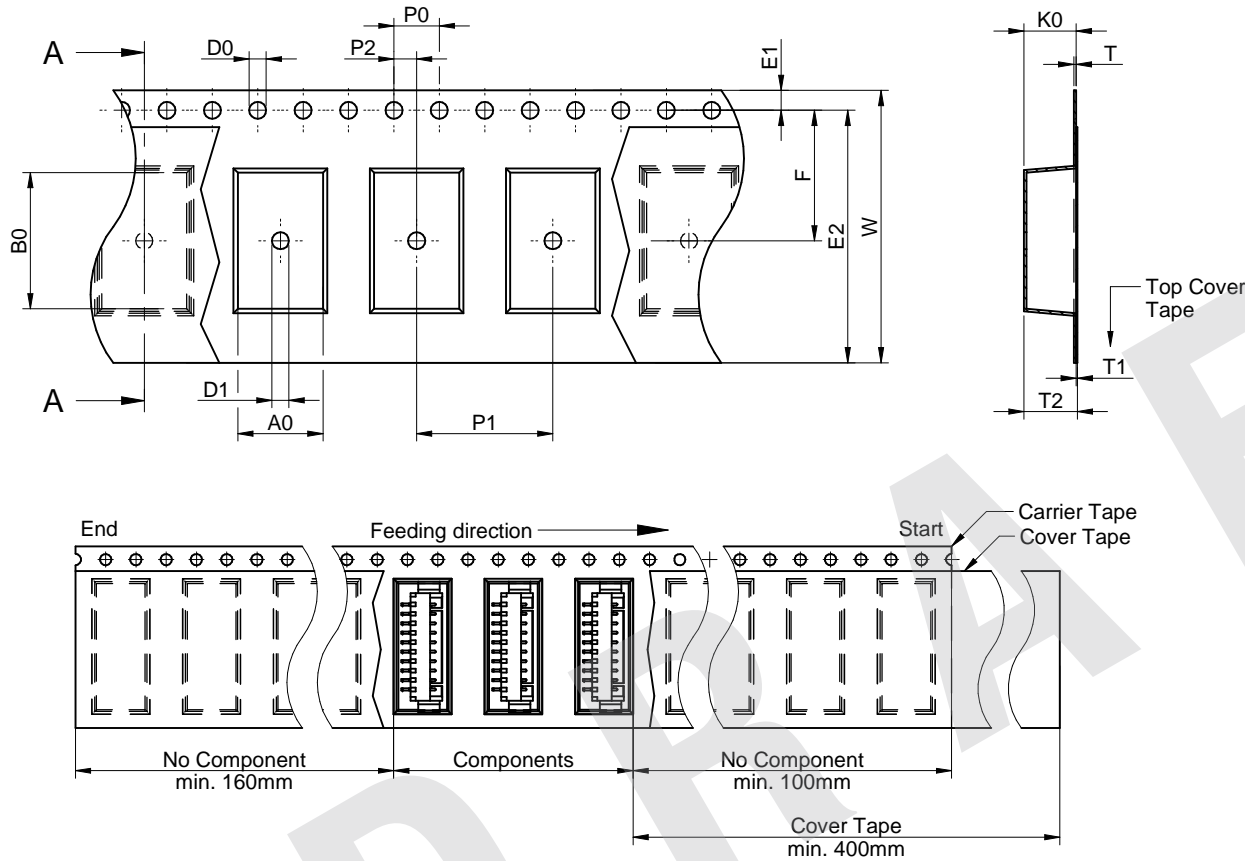 A
D0
P2
P0
E1
K0
T
B0
F
E2
W
Top Cover
Tape
A
D1
A0
P1
T1
T2
End
Feeding direction
Start
Carrier Tape
Cover Tape
No Component
min. 160mm
Components
No Component
min. 100mm
Cover Tape
min. 400mm
DRAF